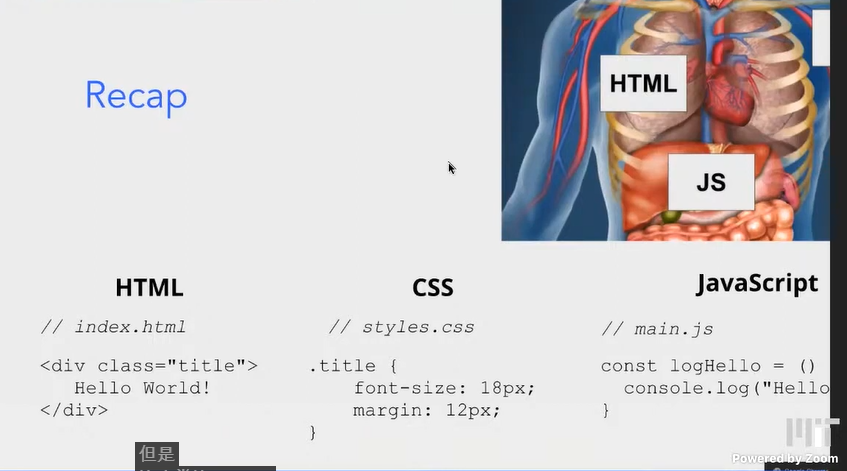 Recap
HTML
JS
HTML
// index.html
<div class="title">
Hello World!
</div>
CSS
// styles.css
.title {
font-size: 18px;
margin: 12px;
}
JavaScript
// main.js
const logHello = ()
console.log("Hello
}
但是
MIT
Powered by Zoom